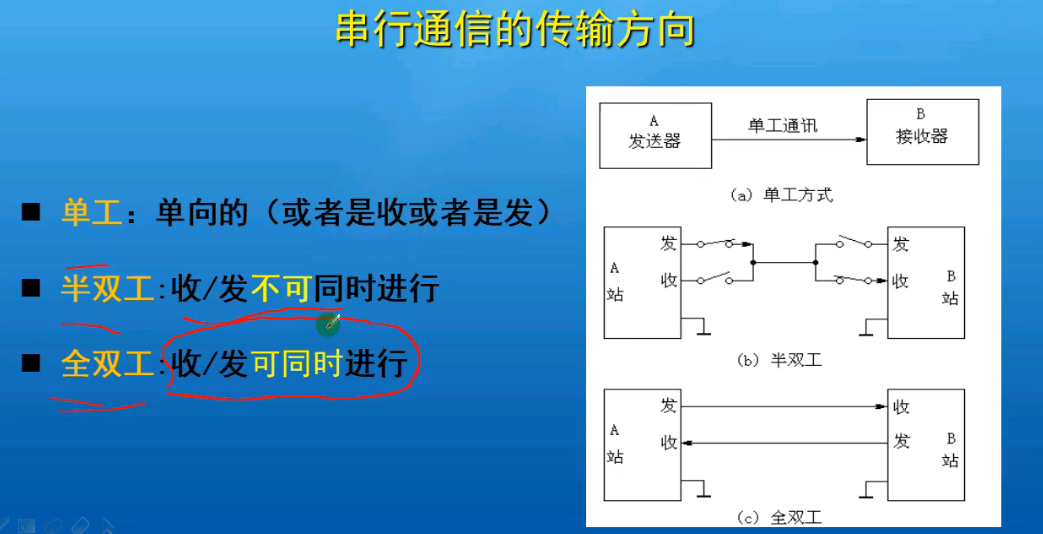 串行通信的传输方向
■ 单工：单向的（或者是收或者是发）
■ 半双工:收/发不可同时进行
■ 全双工:收/发可同时进行
A
发送器
单工通讯
B
接收器
(a) 单工方式
A
站
发
收
发
收
B
站
(b) 半双工
A
站
发
收
收
发
B
站
(c) 全双工